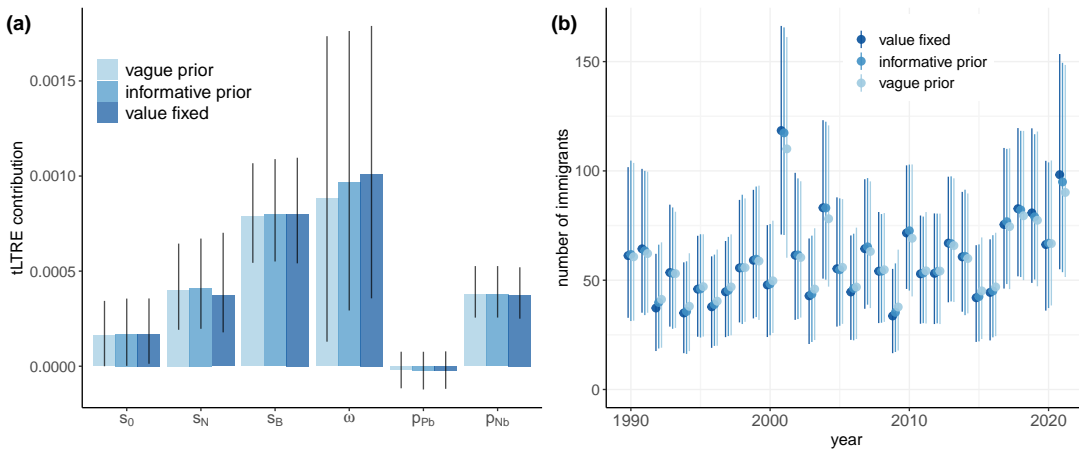 (a)
tLTRE contribution
0.0015
0.0010
0.0005
0.0000
vague prior
informative prior
value fixed
s0 sN sB ω pPb pNb
(b)
number of immigrants
150
100
50
0
value fixed
informative prior
vague prior
1990 2000 2010 2020
year